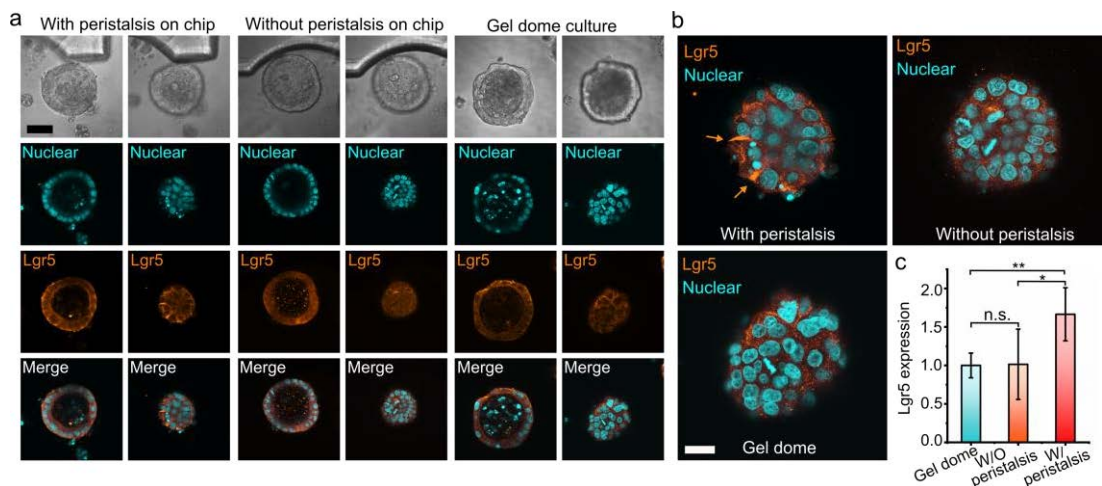 a
With peristalsis on chip
Without peristalsis on chip
Gel dome culture
Nuclear
Nuclear
Nuclear
Nuclear
Nuclear
Nuclear
Lgr5
Lgr5
Lgr5
Lgr5
Lgr5
Lgr5
Merge
Merge
Merge
Merge
Merge
Merge
b
Lgr5
Nuclear
With peristalsis
Lgr5
Nuclear
Without peristalsis
Lgr5
Nuclear
Gel dome
c
Lgr5 expression
2.0
1.5
1.0
0.5
0.0
**
*
n.s.
Gel dome
W/O
peristalsis
W/
peristalsis